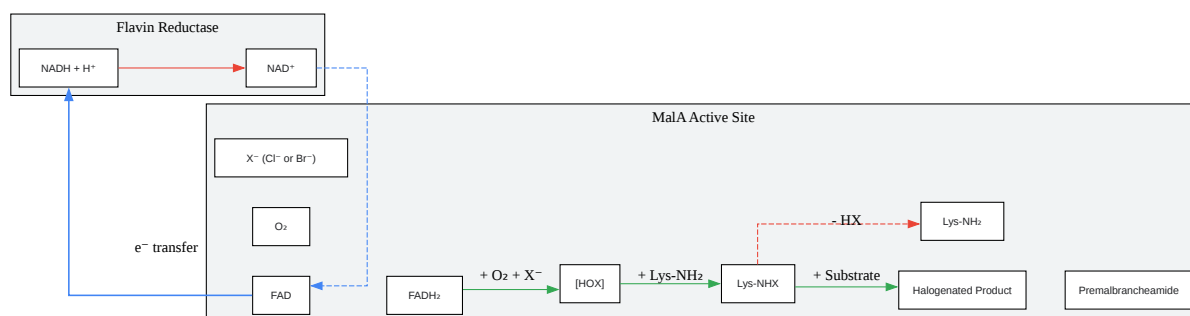 Flavin Reductase
NADH + H⁺
NAD⁺
MalA Active Site
X⁻ (Cl⁻ or Br⁻)
O₂
e⁻ transfer
- HX
Lys-NH₂
FAD
FADH₂
+ O₂ + X⁻
[HOX]
+ Lys-NH₂
Lys-NHX
+ Substrate
Halogenated Product
Premalbrancheamide